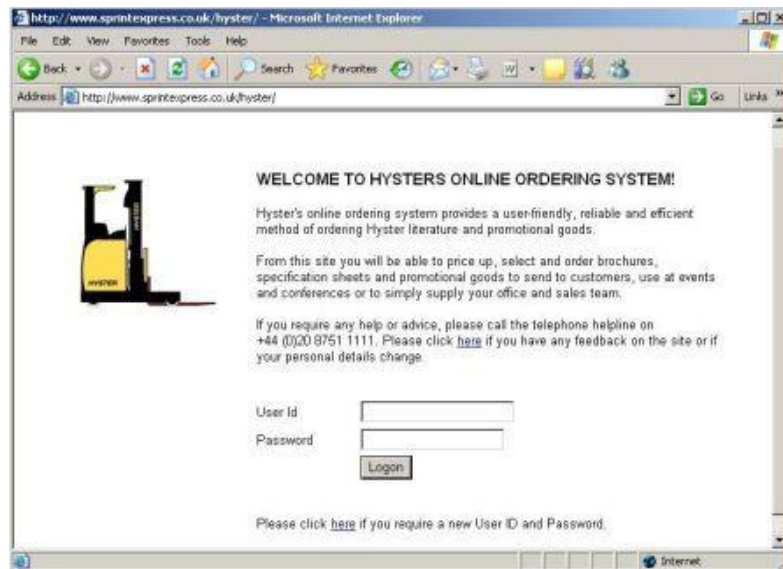 http://www.sprintexpress.co.uk/hyster/ - Microsoft Internet Explorer
File Edit View Favorites Tools Help
Back Search Favorites
Address http://www.sprintexpress.co.uk/hyster/ Go Links
WELCOME TO HYSTERS ONLINE ORDERING SYSTEM!
Hyster's online ordering system provides a user-friendly, reliable and efficient
method of ordering Hyster literature and promotional goods.
From this site you will be able to price up, select and order brochures,
specification sheets and promotional goods to send to customers, use at events
and conferences or to simply supply your office and sales team.
HYSTER
HYSTER
If you require any help or advice, please call the telephone helpline on
+44 (0)20 8751 1111. Please click here if you have any feedback on the site or if
your personal details change.
User Id
Password
Logon
Please click here if you require a new User ID and Password.
Internet